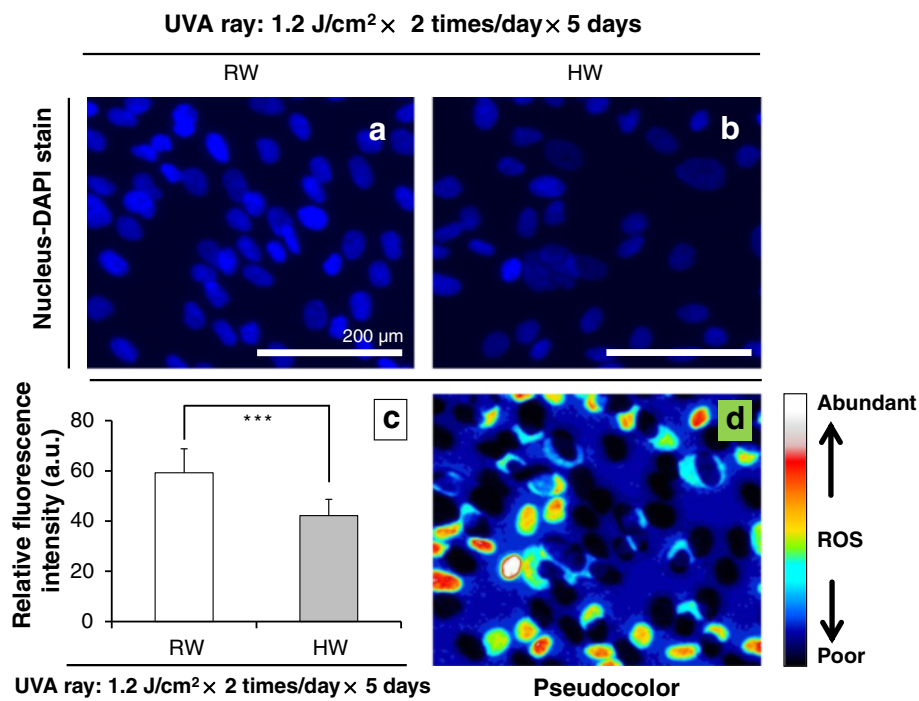 UVA ray: 1.2 J/cm² × 2 times/day × 5 days
RW HW
Nucleus-DAPI stain
a
b
200 µm
Relative fluorescence
intensity (a.u.)
80
60
40
20
0
***
c
RW HW
UVA ray: 1.2 J/cm² × 2 times/day × 5 days
d
Pseudocolor
Abundant
ROS
Poor